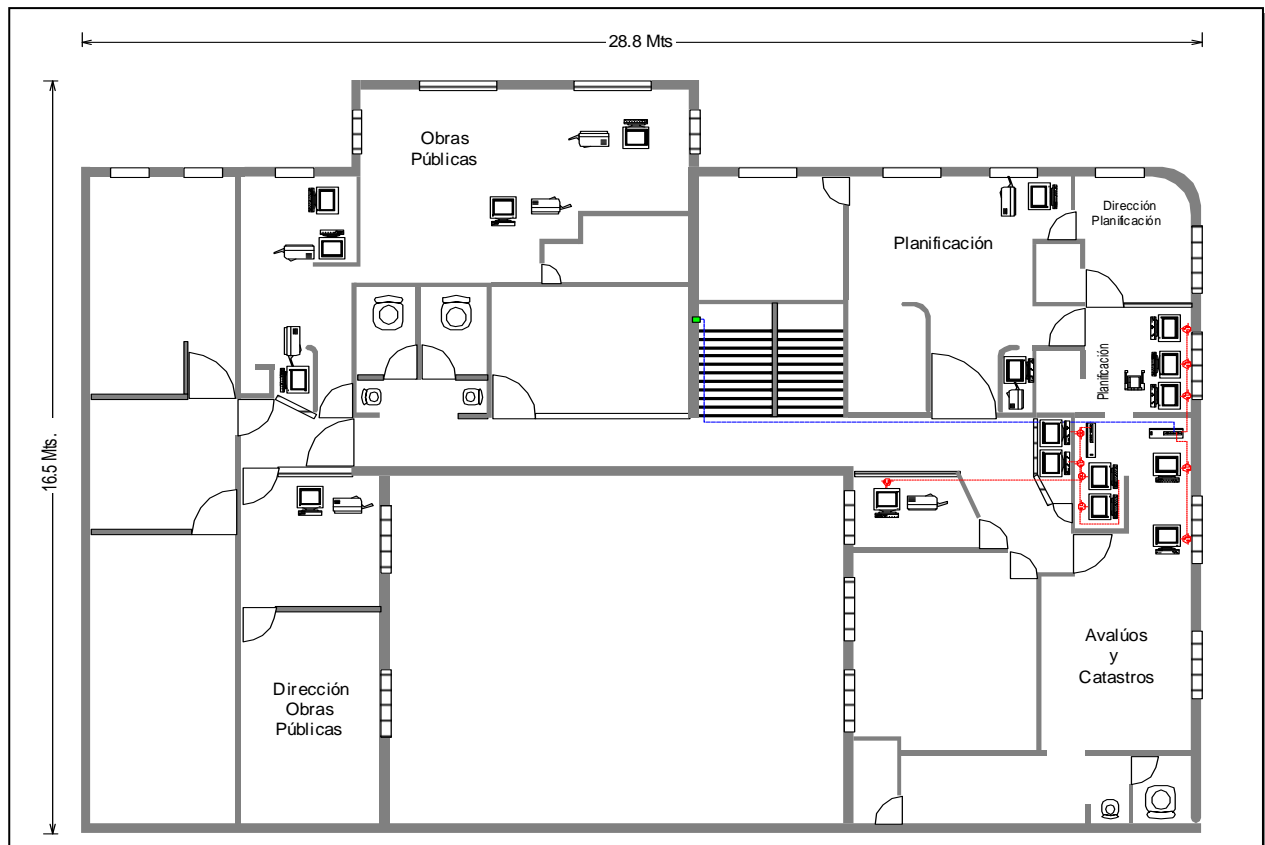 28.8 Mts
16.5 Mts.
Obras
Públicas
Planificación
Dirección
Planificación
Planificación
Dirección
Obras
Públicas
Avalúos
y
Catastros